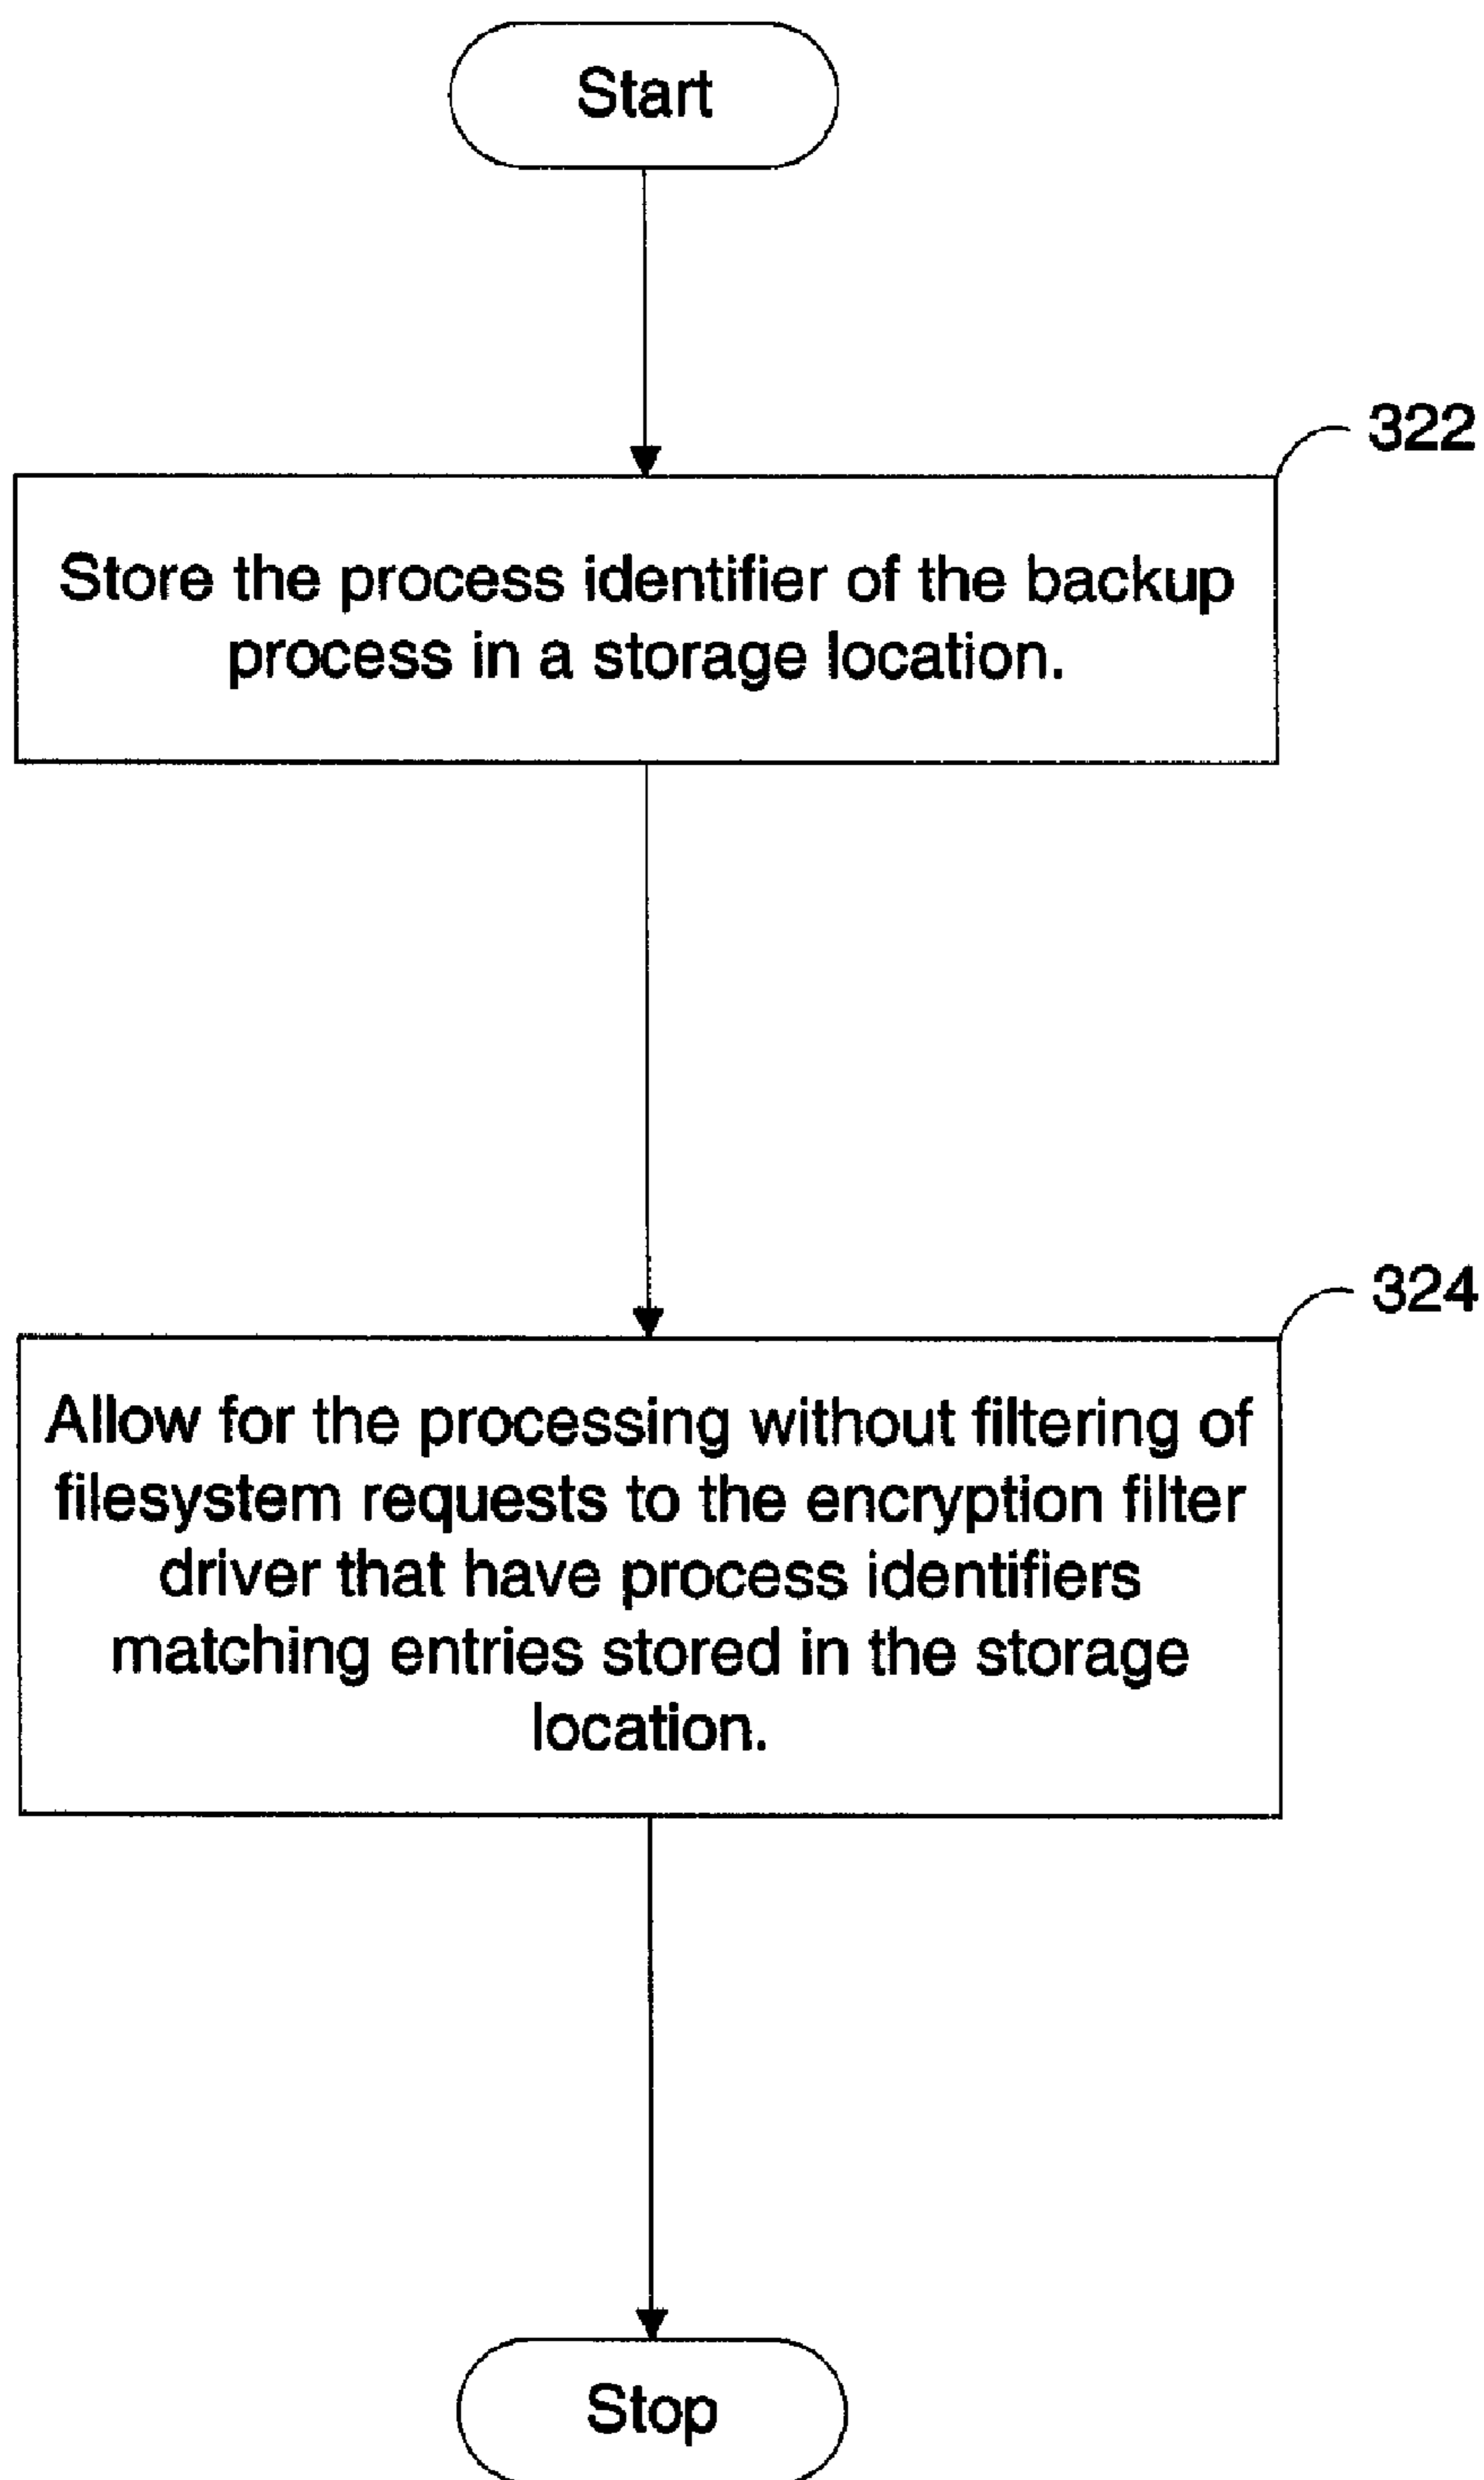 Start
322
Store the process identifier of the backup
process in a storage location.
324
Allow for the processing without filtering of
filesystem requests to the encryption filter
driver that have process identifiers
matching entries stored in the storage
location.
Stop